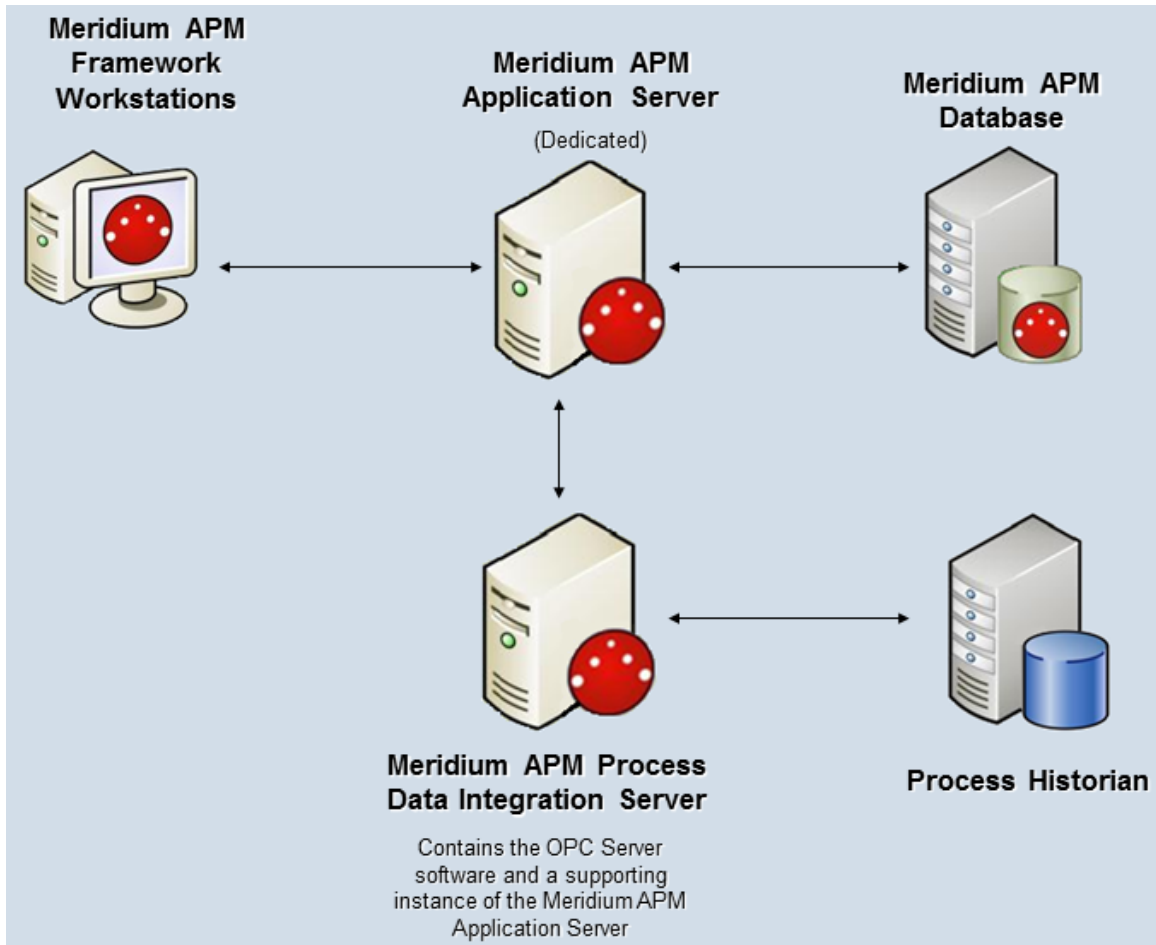 Meridium APM
Framework
Workstations
Meridium APM
Application Server
(Dedicated)
Meridium APM
Database
Meridium APM Process
Data Integration Server
Contains the OPC Server
software and a supporting
instance of the Meridium APM
Application Server
Process Historian